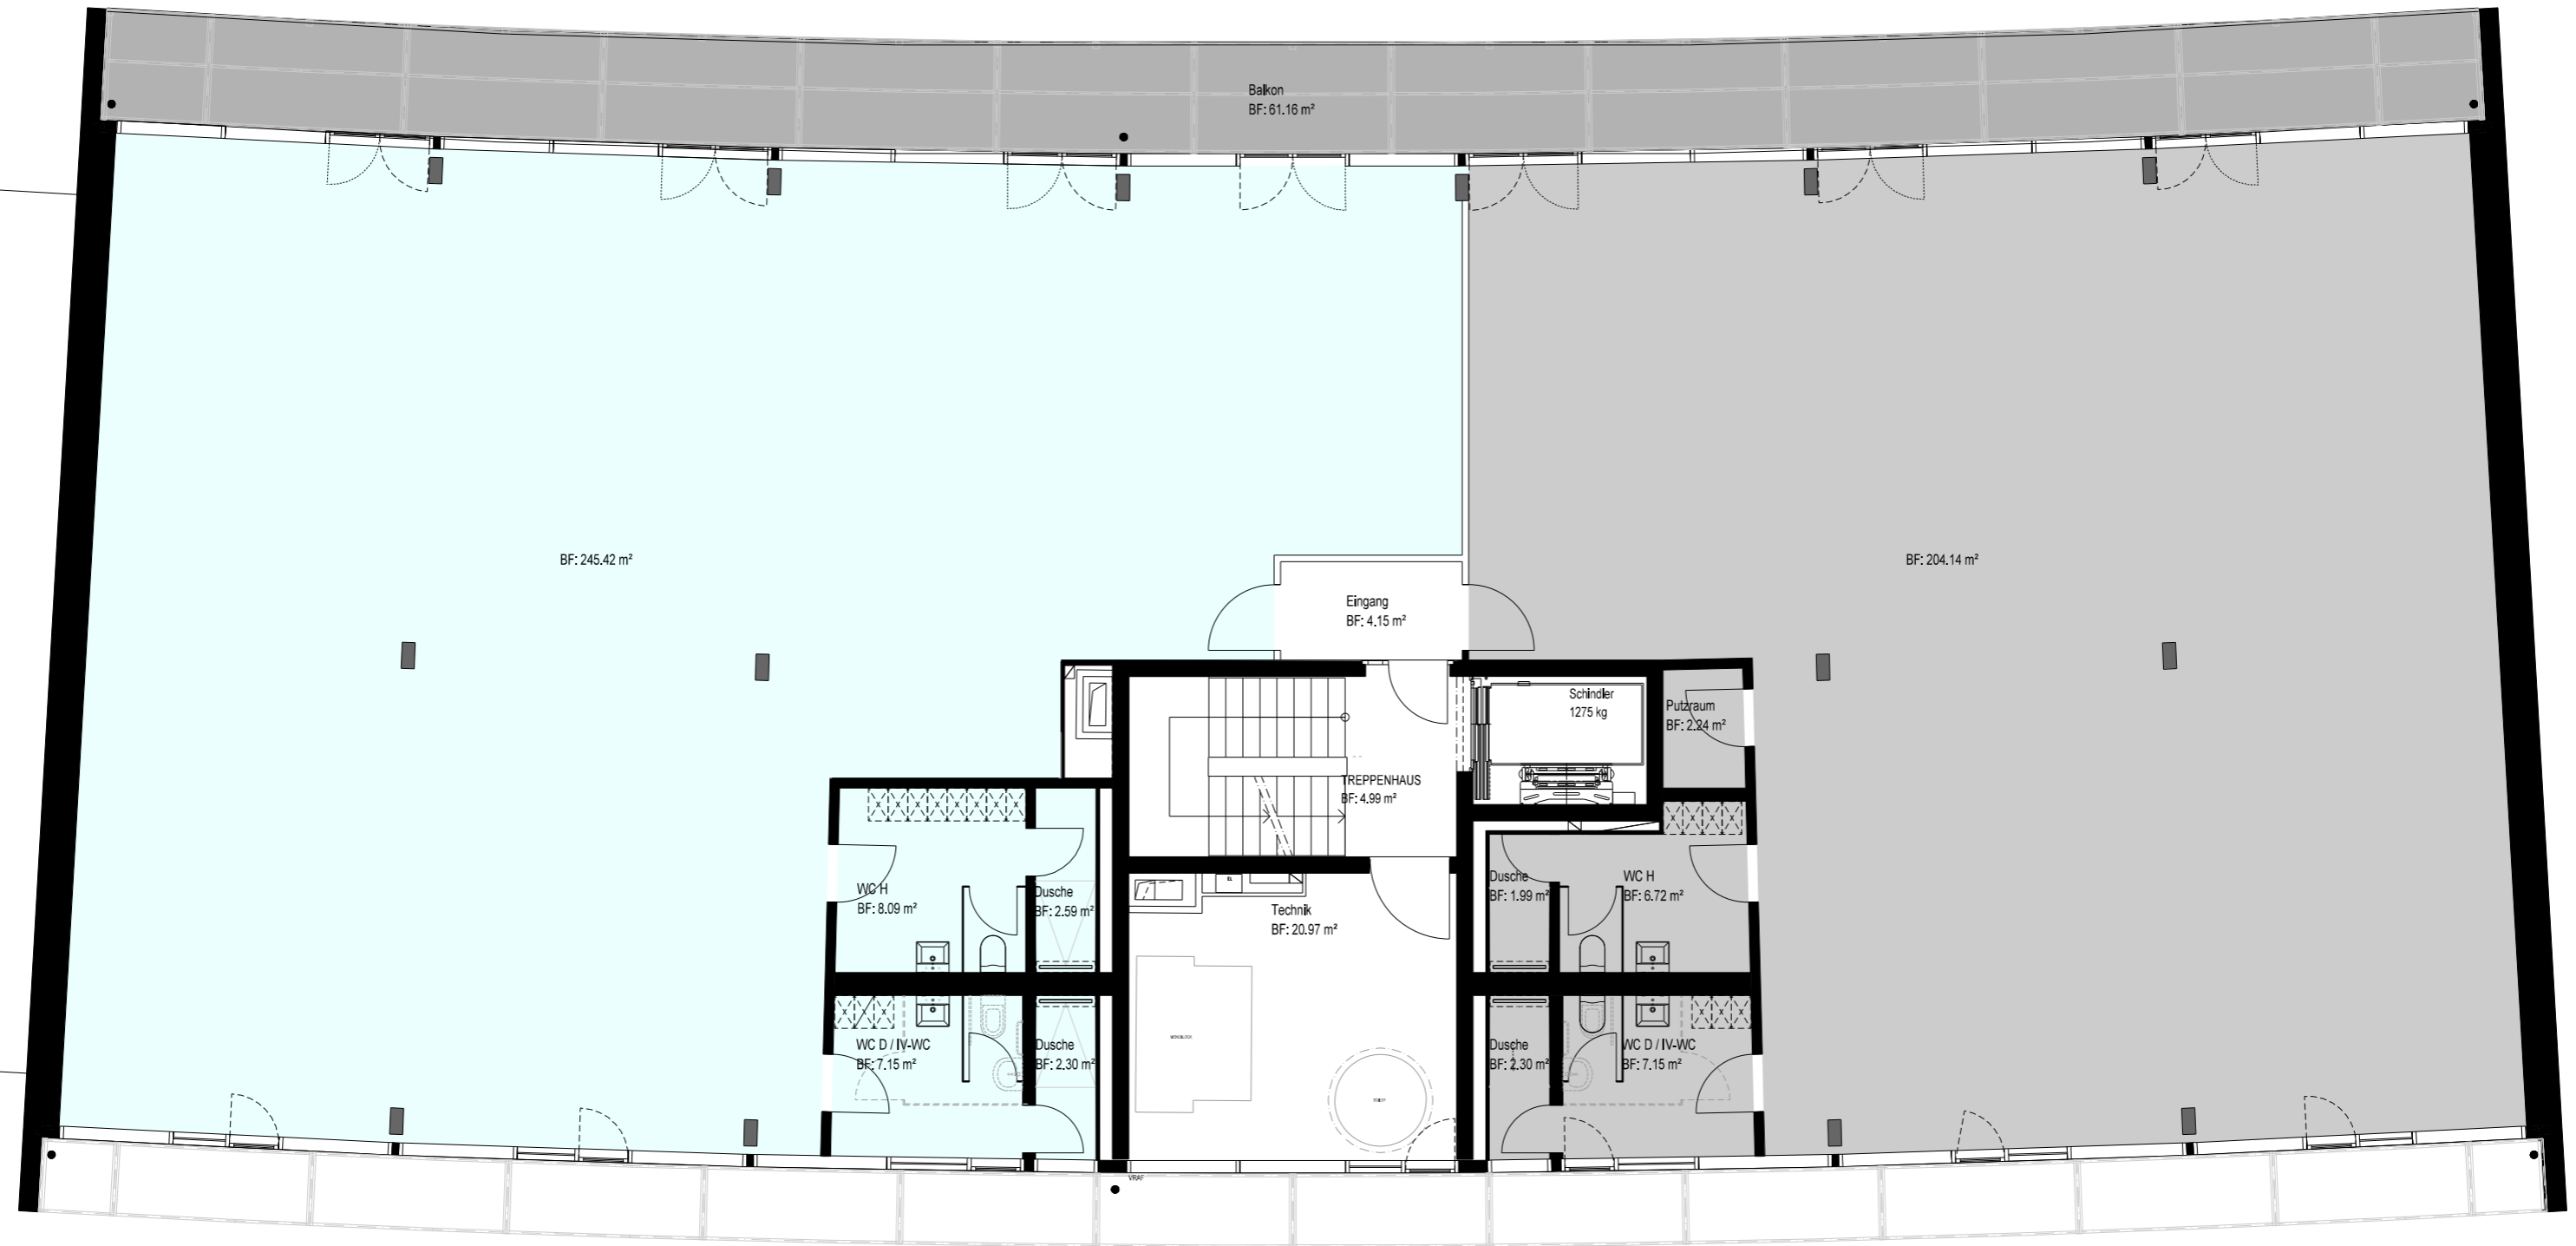 Balkon
BF: 61.16 m²
BF: 245.42 m²
BF: 204.14 m²
Eingang
BF: 4.15 m²
Schindler
1275 kg
Putzraum
BF: 2.24 m²
TREPPENHAUS
BF: 4.99 m²
WC H
BF: 8.09 m²
Dusche
BF: 2.59 m²
EL
Technik
BF: 20.97 m²
Dusche
BF: 1.99 m²
WC H
BF: 6.72 m²
WC D / IV-WC
BF: 7.15 m²
Dusche
BF: 2.30 m²
MONOBLOCK
Dusche
BF: 2.30 m²
WC D / IV-WC
BF: 7.15 m²
VRAF